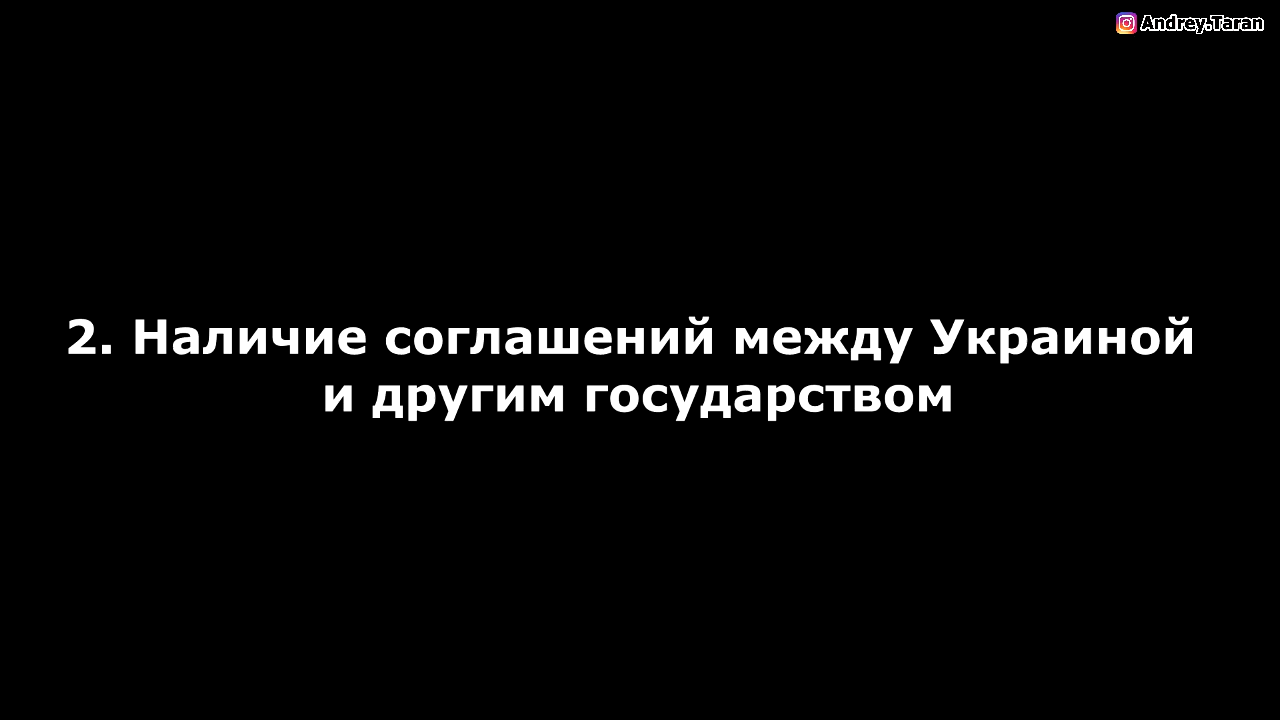 Andrey.Taran
2. Наличие соглашений между Украиной
и другим государством